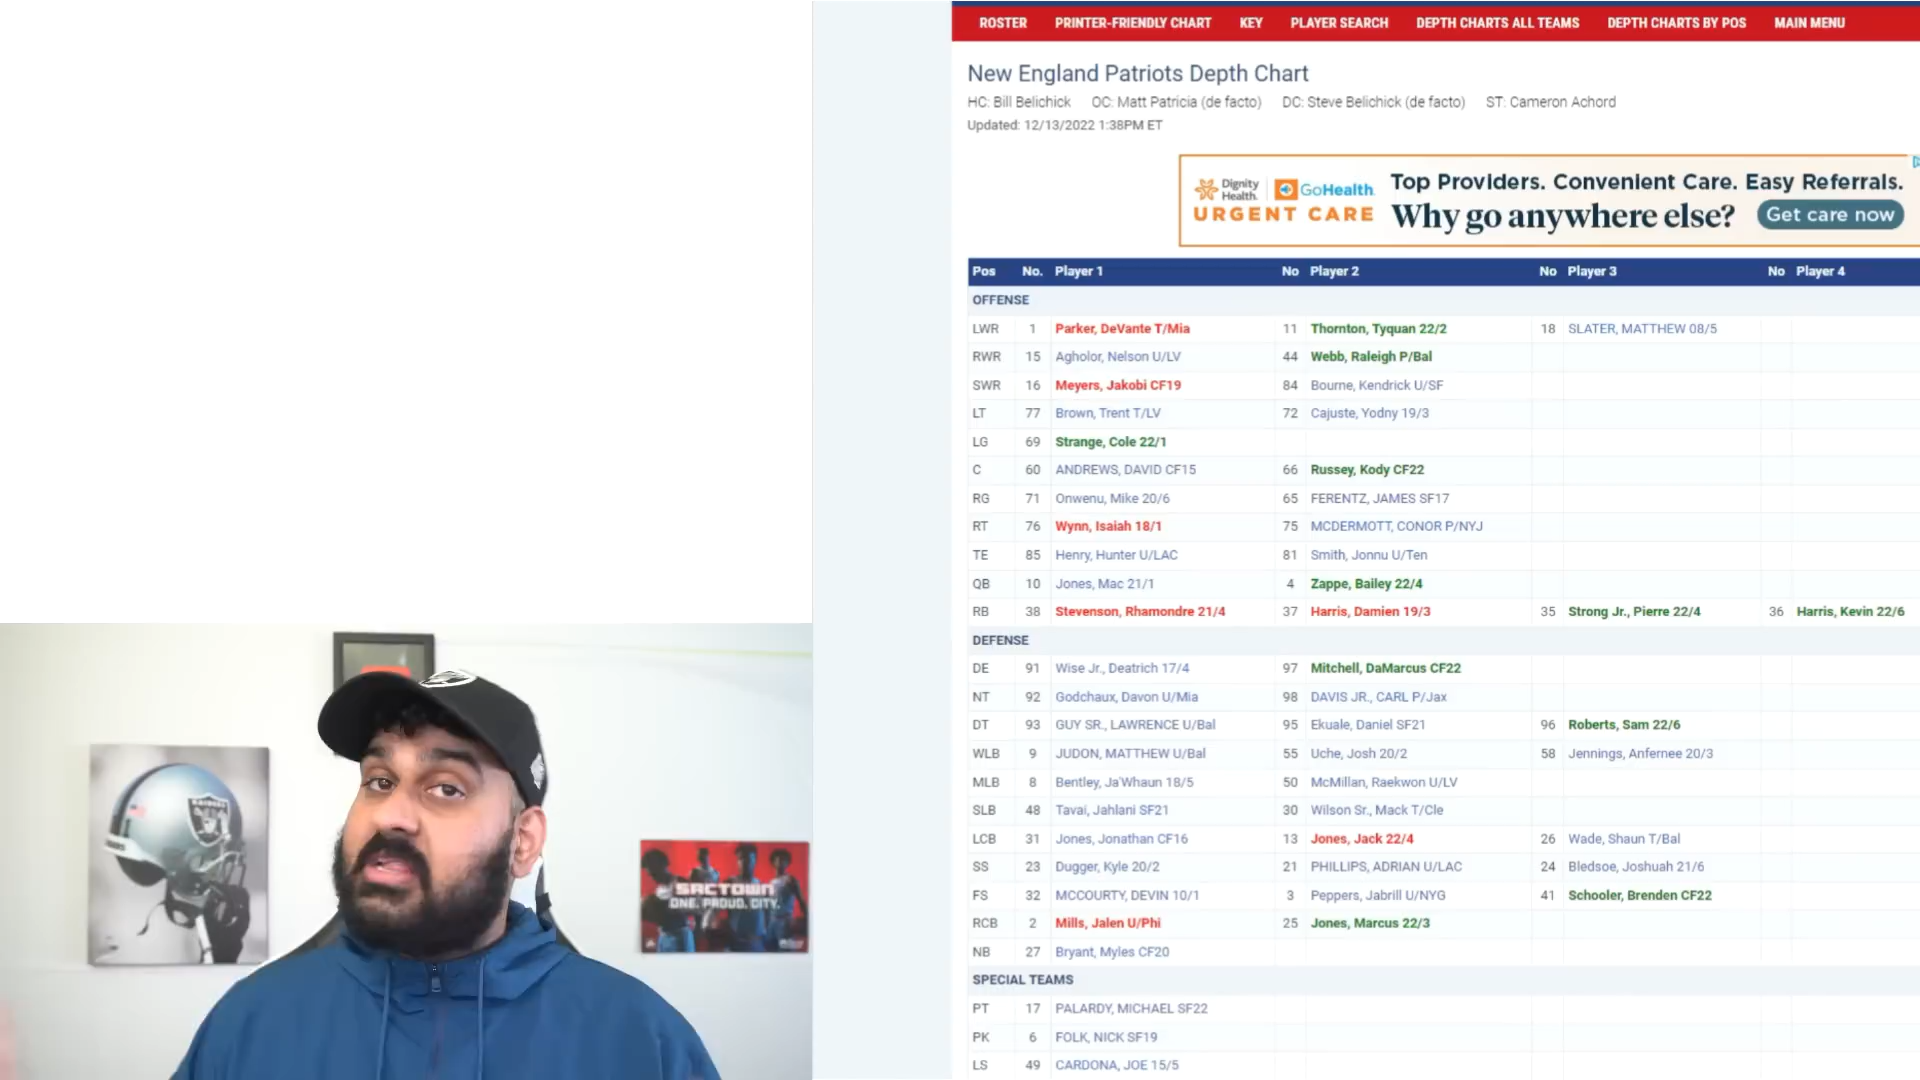 ROSTER PRINTER-FRIENDLY CHART KEY PLAYER SEARCH DEPTH CHARTS ALL TEAMS DEPTH CHARTS BY POS MAIN MENU
New England Patriots Depth Chart
HC: Bill Belichick OC: Matt Patricia (de facto) DC: Steve Belichick (de facto) ST: Cameron Achord
Updated: 12/13/2022 1:38PM ET
Dignity Health. GoHealth
URGENT CARE
Top Providers. Convenient Care. Easy Referrals.
Why go anywhere else? Get care now
Pos No. Player 1 No Player 2 No Player 3 No Player 4
OFFENSE
LWR 1 Parker, DeVante T/Mia 11 Thornton, Tyquan 22/2 18 SLATER, MATTHEW 08/5
RWR 15 Agholor, Nelson U/LV 44 Webb, Raleigh P/Bal
SWR 16 Meyers, Jakobi CF19 84 Bourne, Kendrick U/SF
LT 77 Brown, Trent T/LV 72 Cajuste, Yodny 19/3
LG 69 Strange, Cole 22/1
C 60 ANDREWS, DAVID CF15 66 Russey, Kody CF22
RG 71 Onwenu, Mike 20/6 65 FERENTZ, JAMES SF17
RT 76 Wynn, Isaiah 18/1 75 MCDERMOTT, CONOR P/NYJ
TE 85 Henry, Hunter U/LAC 81 Smith, Jonnu U/Ten
QB 10 Jones, Mac 21/1 4 Zappe, Bailey 22/4
RB 38 Stevenson, Rhamondre 21/4 37 Harris, Damien 19/3 35 Strong Jr., Pierre 22/4 36 Harris, Kevin 22/6
DEFENSE
DE 91 Wise Jr., Deatrich 17/4 97 Mitchell, DaMarcus CF22
NT 92 Godchaux, Davon U/Mia 98 DAVIS JR., CARL P/Jax
DT 93 GUY SR., LAWRENCE U/Bal 95 Ekuale, Daniel SF21 96 Roberts, Sam 22/6
WLB 9 JUDON, MATTHEW U/Bal 55 Uche, Josh 20/2 58 Jennings, Anfernee 20/3
MLB 8 Bentley, Ja'Whaun 18/5 50 McMillan, Raekwon U/LV
SLB 48 Tavai, Jahlani SF21 30 Wilson Sr., Mack T/Cle
LCB 31 Jones, Jonathan CF16 13 Jones, Jack 22/4 26 Wade, Shaun T/Bal
SS 23 Dugger, Kyle 20/2 21 PHILLIPS, ADRIAN U/LAC 24 Bledsoe, Joshuah 21/6
FS 32 MCCOURTY, DEVIN 10/1 3 Peppers, Jabrill U/NYG 41 Schooler, Brenden CF22
RCB 2 Mills, Jalen U/Phi 25 Jones, Marcus 22/3
NB 27 Bryant, Myles CF20
SPECIAL TEAMS
PT 17 PALARDY, MICHAEL SF22
PK 6 FOLK, NICK SF19
LS 49 CARDONA, JOE 15/5
RAIDERS
SACTOWN
ONE. PROUD. CITY.